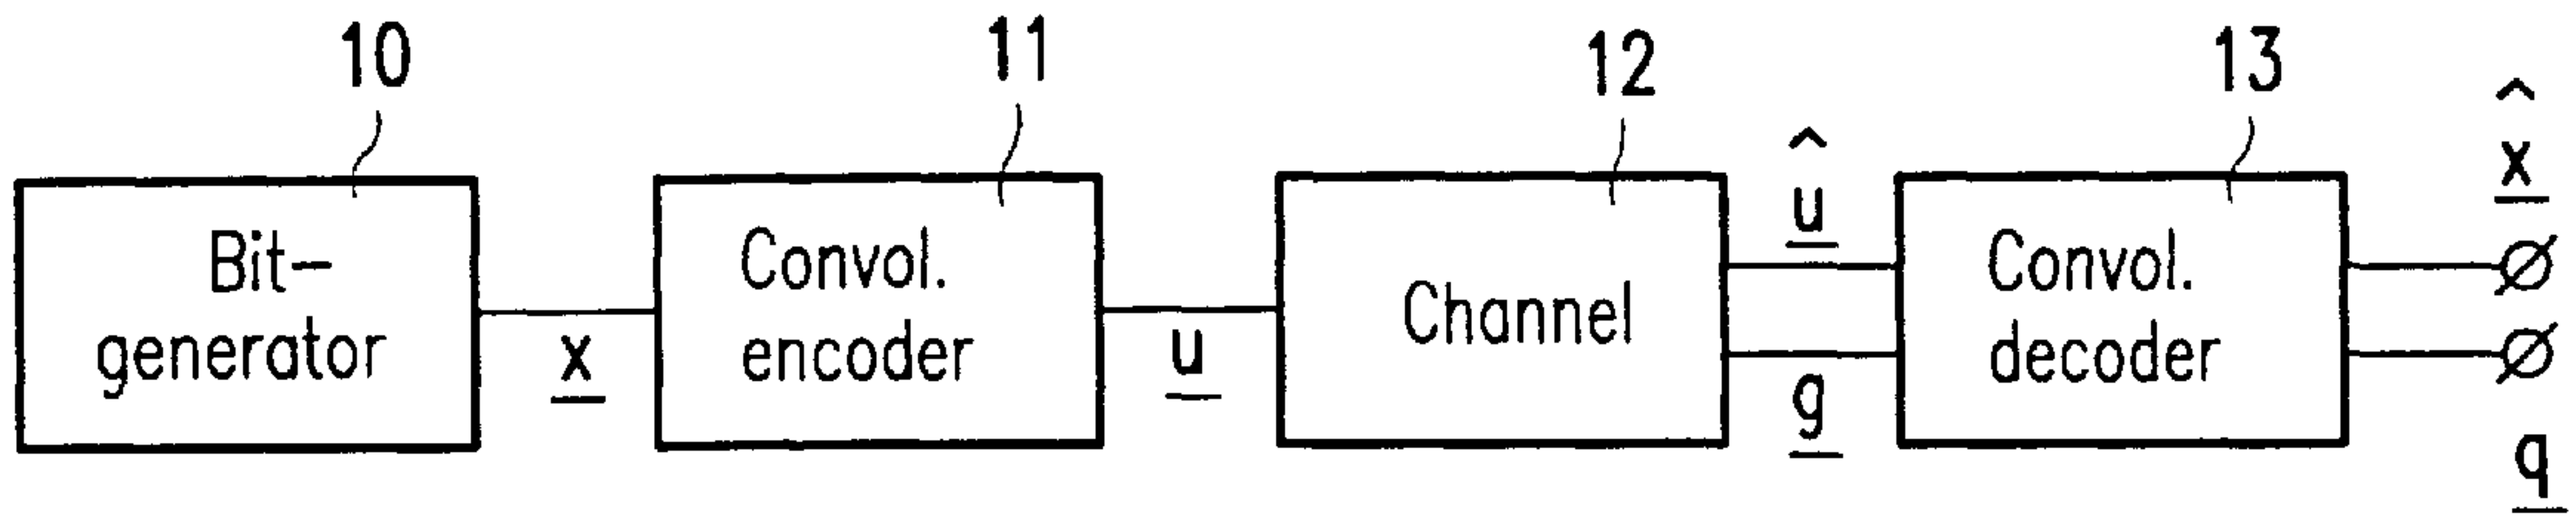 10
11
12
13
Bit-
generator
x
Convol.
encoder
u
Channel
û
g
Convol.
decoder
x̂
q